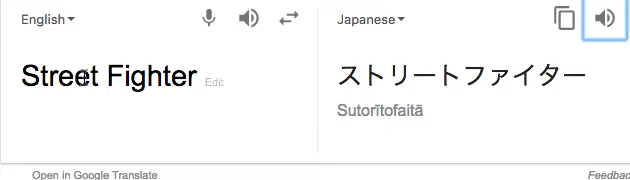 English Japanese
Street Fighter Edit ストリートファイター
Sutorītofaitā
Open in Google Translate Feedbac